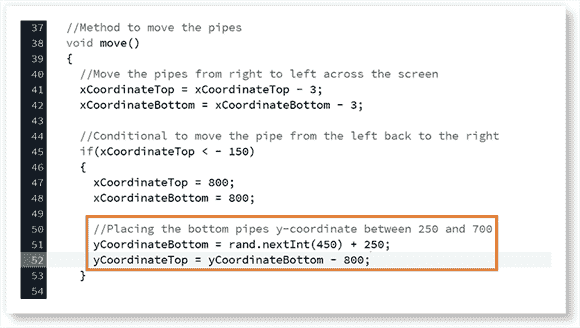 37 //Method to move the pipes
38 void move()
39 {
40 //Move the pipes from right to left across the screen
41 xCoordinateTop = xCoordinateTop - 3;
42 xCoordinateBottom = xCoordinateBottom - 3;
43
44 //Conditional to move the pipe from the left back to the right
45 if(xCoordinateTop < - 150)
46 {
47 xCoordinateTop = 800;
48 xCoordinateBottom = 800;
49
50 //Placing the bottom pipes y-coordinate between 250 and 700
51 yCoordinateBottom = rand.nextInt(450) + 250;
52 yCoordinateTop = yCoordinateBottom - 800;
53 }
54